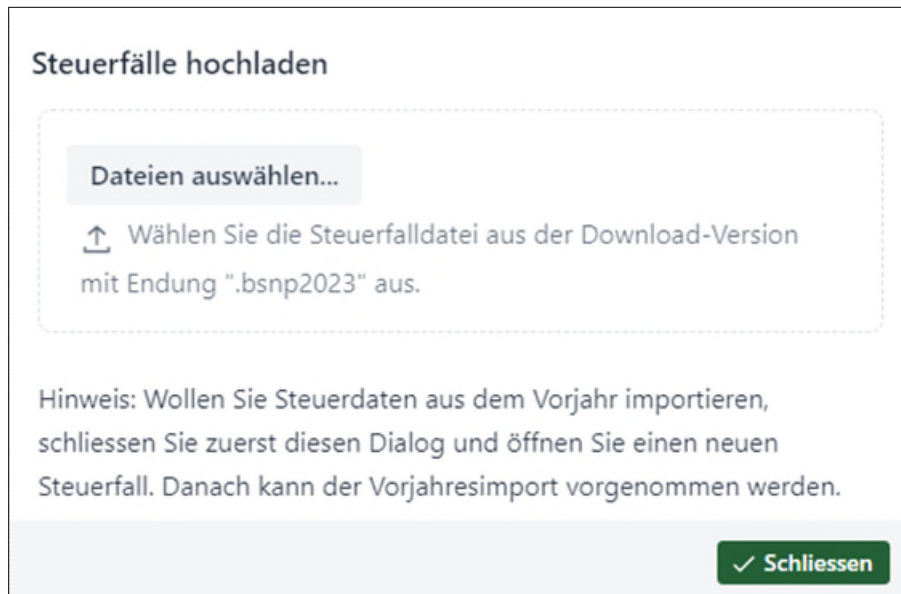 Steuerfälle hochladen
Dateien auswählen...
Wählen Sie die Steuerfalldatei aus der Download-Version
mit Endung ".bsnp2023" aus.
Hinweis: Wollen Sie Steuerdaten aus dem Vorjahr importieren,
schliessen Sie zuerst diesen Dialog und öffnen Sie einen neuen
Steuerfall. Danach kann der Vorjahresimport vorgenommen werden.
Schliessen